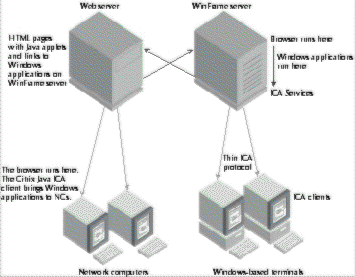 Web server
WinFrame server
HTML pages
with Java applets
and links to
Windows
applications on
WinFrame server
Browser runs here
Windows applications
run here
ICA Services
The browser runs here.
The Citrix Java ICA
client brings Windows
applications to NCs.
Thin ICA
protocol
ICA clients
Network computers
Windows-based terminals